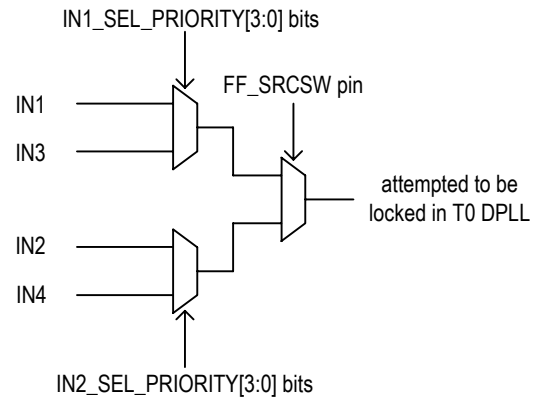 IN1_SEL_PRIORITY[3:0] bits
FF_SRCSW pin
IN1
IN3
attempted to be
locked in T0 DPLL
IN2
IN4
IN2_SEL_PRIORITY[3:0] bits